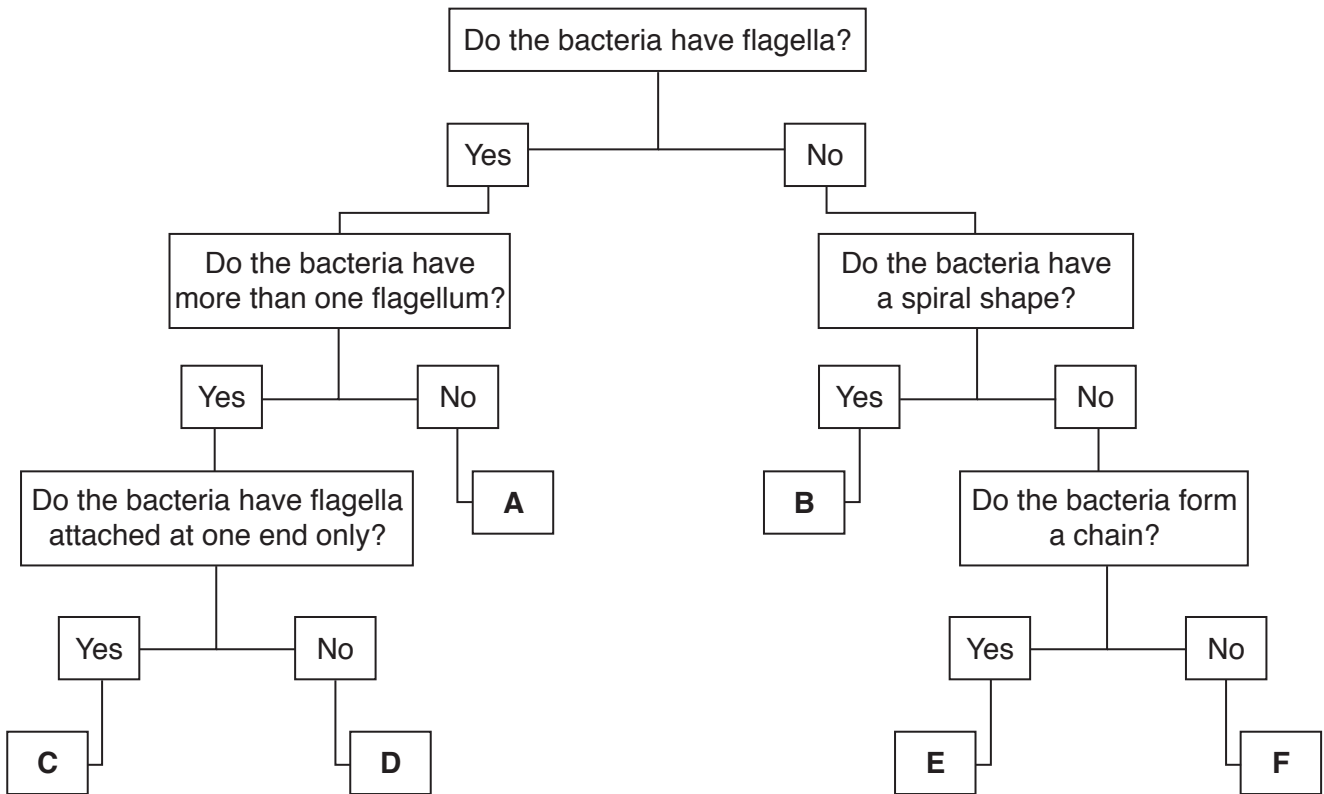 Do the bacteria have flagella?
Yes
No
Do the bacteria have
more than one flagellum?
Do the bacteria have
a spiral shape?
Yes
No
Yes
No
Do the bacteria have flagella
attached at one end only?
A
B
Do the bacteria form
a chain?
Yes
No
Yes
No
C
D
E
F